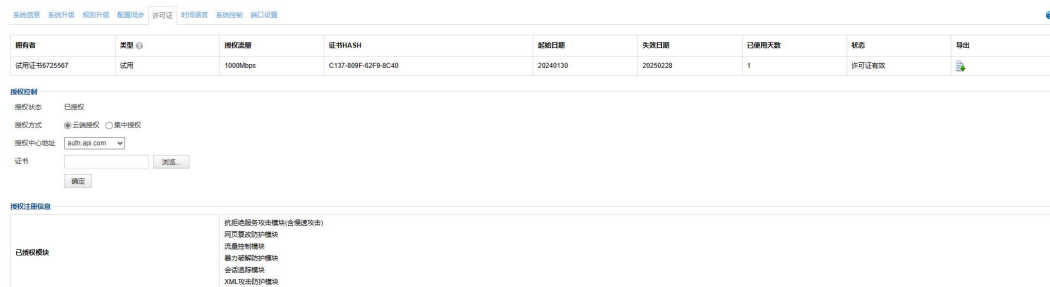 系统信息 系统升级 规则升级 配置同步 许可证 时间语言 系统控制 端口设置
拥有者 类型 授权流量 证书HASH 起始日期 失效日期 已使用天数 状态 导出
试用证书6725567 试用 1000Mbps C137-809F-62F9-8C40 20240130 20250228 1 许可证有效
授权控制
授权状态 已授权
授权方式 云端授权 集中授权
授权中心地址 auth.api.com
证书 浏览...
确定
授权注册信息
已授权模块
抗拒绝服务攻击模块(含慢速攻击)
网页篡改防护模块
流量控制模块
暴力破解防护模块
会话追踪模块
XML攻击防护模块